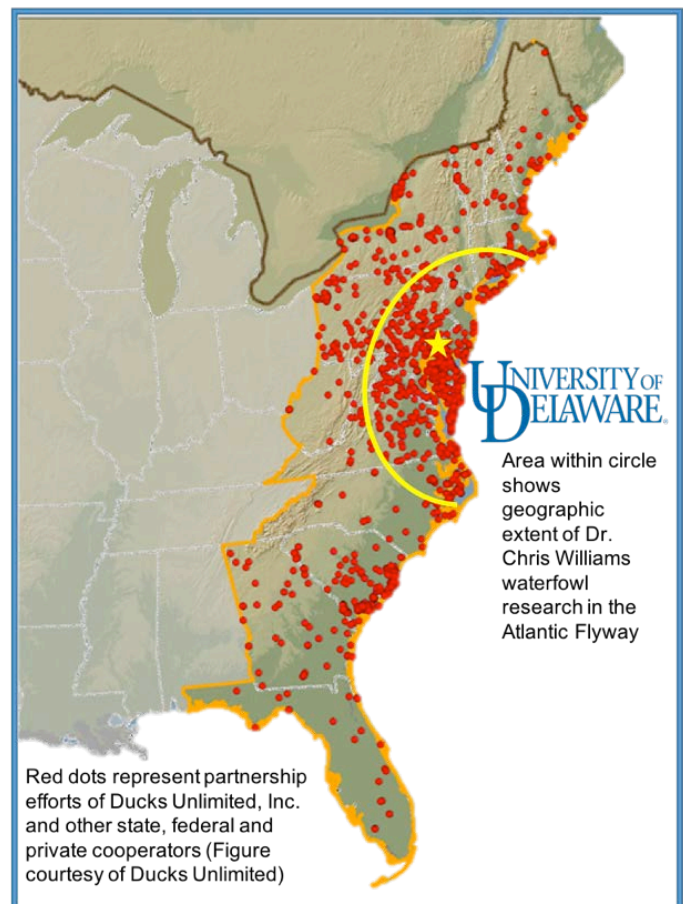 UNIVERSITY OF
DELAWARE.
Area within circle
shows
geographic
extent of Dr.
Chris Williams
waterfowl
research in the
Atlantic Flyway
Red dots represent partnership
efforts of Ducks Unlimited, Inc.
and other state, federal and
private cooperators (Figure
courtesy of Ducks Unlimited)